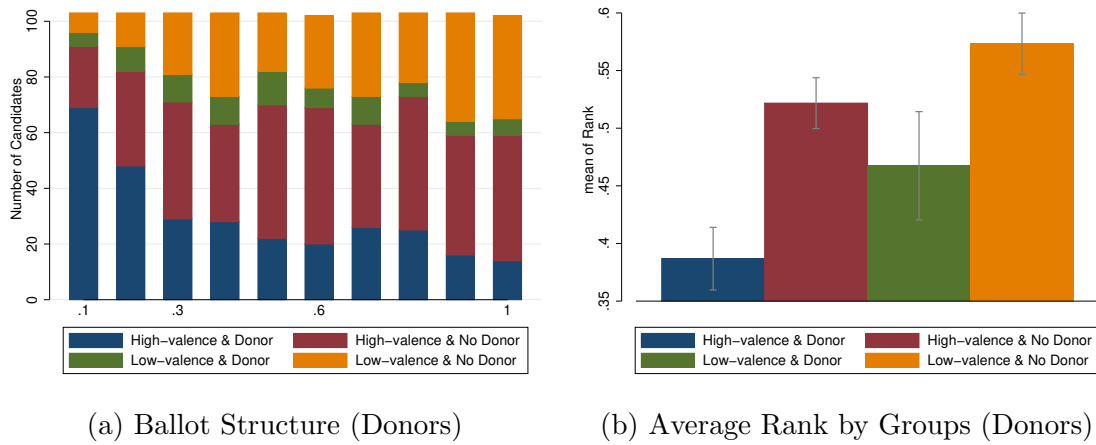 Number of Candidates
100
80
60
40
20
0
.1
.3
.6
1
High−valence & Donor
High−valence & No Donor
Low−valence & Donor
Low−valence & No Donor
(a) Ballot Structure (Donors)
mean of Rank
.6
.55
.5
.45
.4
.35
High−valence & Donor
High−valence & No Donor
Low−valence & Donor
Low−valence & No Donor
(b) Average Rank by Groups (Donors)